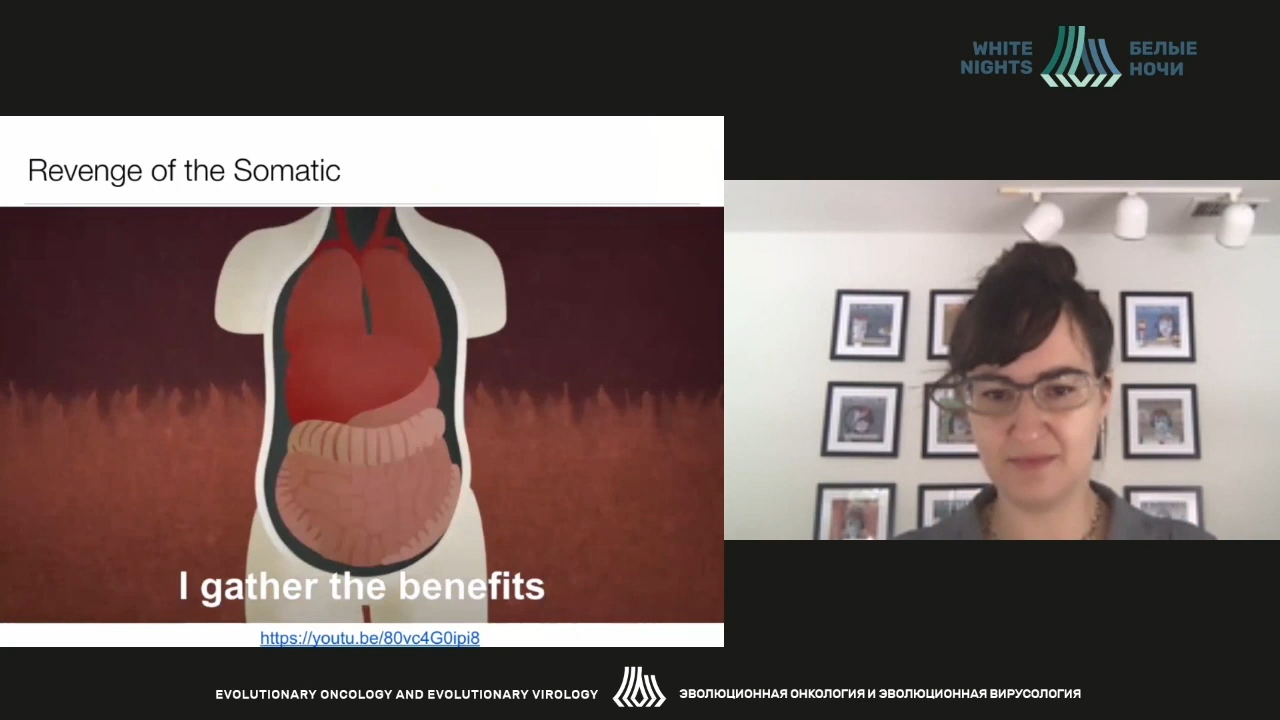 WHITE
NIGHTS
БЕЛЫЕ
НОЧИ
Revenge of the Somatic
I gather the benefits
https://youtu.be/80vc4G0ipi8
EVOLUTIONARY ONCOLOGY AND EVOLUTIONARY VIROLOGY
ЭВОЛЮЦИОННАЯ ОНКОЛОГИЯ И ЭВОЛЮЦИОННАЯ ВИРУСОЛОГИЯ